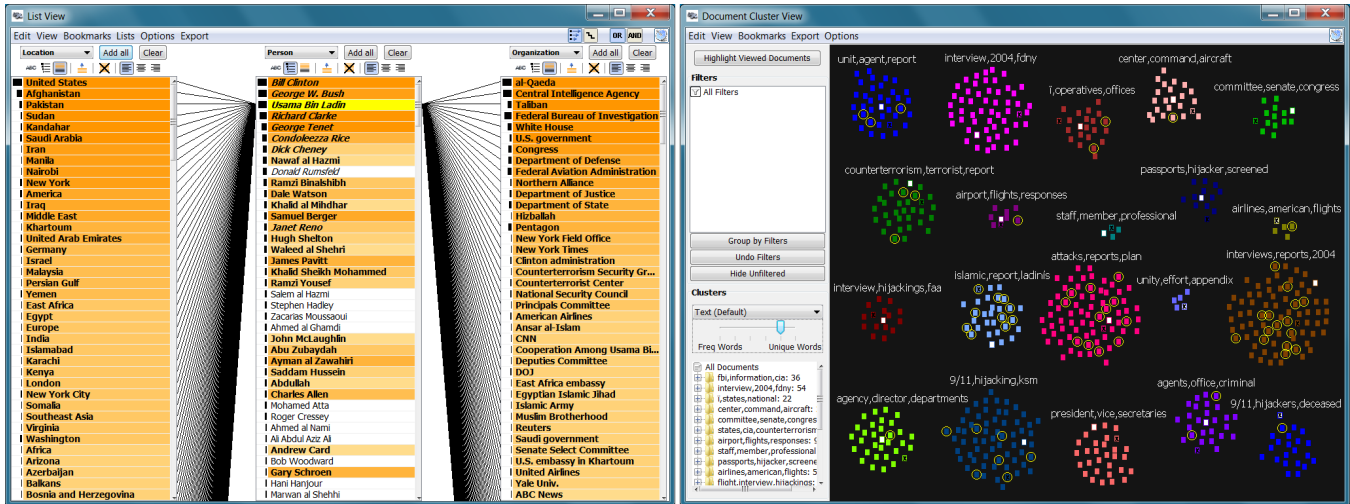 List View
Edit View Bookmarks Lists Options Export
OR AND
Location Add all Clear
ABC
United States
Afghanistan
Pakistan
Sudan
Kandahar
Saudi Arabia
Iran
Manila
Nairobi
New York
America
Iraq
Middle East
Khartoum
United Arab Emirates
Germany
Israel
Malaysia
Persian Gulf
Yemen
East Africa
Egypt
Europe
India
Islamabad
Karachi
Kenya
London
New York City
Somalia
Southeast Asia
Virginia
Washington
Africa
Arizona
Azerbaijan
Balkans
Bosnia and Herzegovina
Person Add all Clear
ABC
Bill Clinton
George W. Bush
Usama Bin Ladin
Richard Clarke
George Tenet
Condoleezza Rice
Dick Cheney
Nawaf al Hazmi
Donald Rumsfeld
Ramzi Binalshibh
Dale Watson
Khalid al Mihdhar
Samuel Berger
Janet Reno
Hugh Shelton
Waleed al Shehri
James Pavitt
Khalid Sheikh Mohammed
Ramzi Yousef
Salem al Hazmi
Stephen Hadley
Zacarias Moussaoui
Ahmed al Ghamdi
John McLaughlin
Abu Zubaydah
Ayman al Zawahiri
Saddam Hussein
Abdullah
Charles Allen
Mohamed Atta
Roger Cressey
Ahmed al Nami
Ali Abdul Aziz Ali
Andrew Card
Bob Woodward
Gary Schroen
Hani Hanjour
Marwan al Shehhi
Organization Add all Clear
ABC
al-Qaeda
Central Intelligence Agency
Taliban
Federal Bureau of Investigation
White House
U.S. government
Congress
Department of Defense
Federal Aviation Administration
Northern Alliance
Department of Justice
Department of State
Hizballah
Pentagon
New York Field Office
New York Times
Clinton administration
Counterterrorism Security Gr...
Counterterrorist Center
National Security Council
Principals Committee
American Airlines
Ansar al-Islam
CNN
Cooperation Among Usama Bi...
Deputies Committee
DOJ
East Africa embassy
Egyptian Islamic Jihad
Islamic Army
Muslim Brotherhood
Reuters
Saudi government
Senate Select Committee
U.S. embassy in Khartoum
United Airlines
Yale Univ.
ABC News
Document Cluster View
Edit View Bookmarks Export Options
Highlight Viewed Documents
Filters
All Filters
Group by Filters
Undo Filters
Hide Unfiltered
Clusters
Text (Default)
Freq Words Unique Words
All Documents
fbi,information,cia: 36
interview,2004,fdny: 54
i,states,national: 22
center,command,aircraft:
committee,senate,congres
states,cia,counterrorism
airport,flights,responses: 9
staff,member,professional
passports,hijacker,screene
airlines,american,flights: 5
flight,interview,hijackings:
unit,agent,report
interview,2004,fdny
center,command,aircraft
ï,operatives,offices
committee,senate,congress
counterterrorism,terrorist,report
passports,hijacker,screened
airport,flights,responses
staff,member,professional
airlines,american,flights
attacks,reports,plan
interviews,reports,2004
islamic,report,ladinís
unity,effort,appendix
interview,hijackings,faa
9/11,hijacking,ksm
agents,office,criminal
agency,director,departments
president,vice,secretaries
9/11,hijackers,deceased